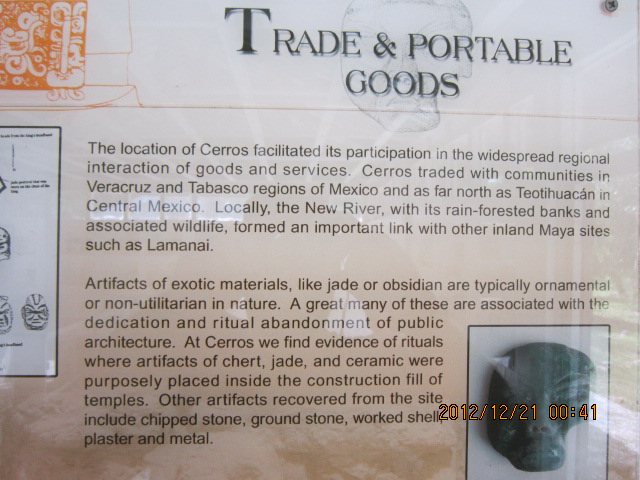 TRADE & PORTABLE
GOODS
The location of Cerros facilitated its participation in the widespread regional
interaction of goods and services. Cerros traded with communities in
Veracruz and Tabasco regions of Mexico and as far north as Teotihuacán in
Central Mexico. Locally, the New River, with its rain-forested banks and
associated wildlife, formed an important link with other inland Maya sites
such as Lamanai.
Artifacts of exotic materials, like jade or obsidian are typically ornamental
or non-utilitarian in nature. A great many of these are associated with the
dedication and ritual abandonment of public
architecture. At Cerros we find evidence of rituals
where artifacts of chert, jade, and ceramic were
purposely placed inside the construction fill of
temples. Other artifacts recovered from the site
include chipped stone, ground stone, worked shell,
plaster and metal.
2012/12/21 00:41